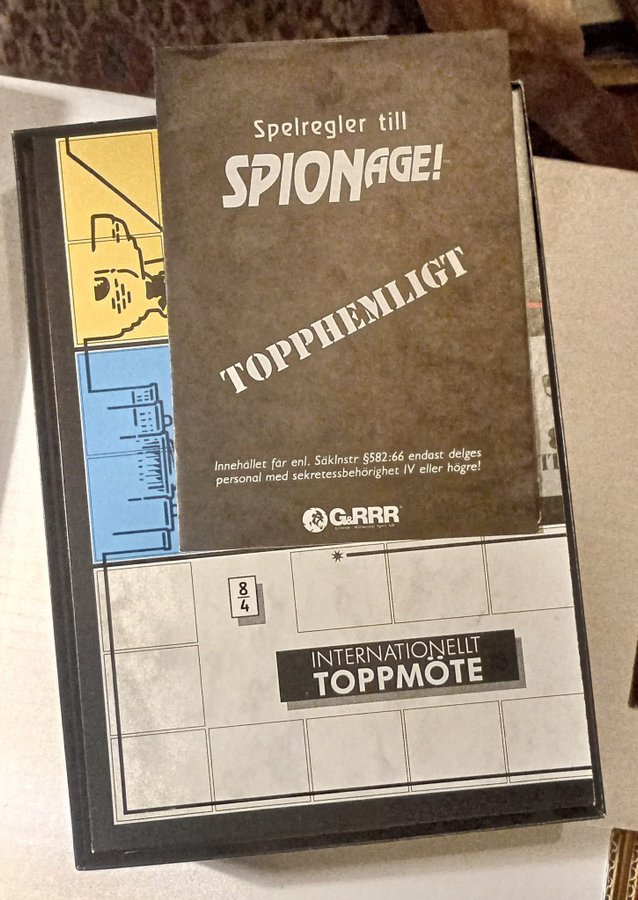 Spelregler till
SPIONAGE!
TOPPHEMLIGT
Innehållet får enl. SäkInstr §582:66 endast delges
personal med sekretessbehörighet IV eller högre!
G&RRR
8
4
INTERNATIONELLT
TOPPMÖTE